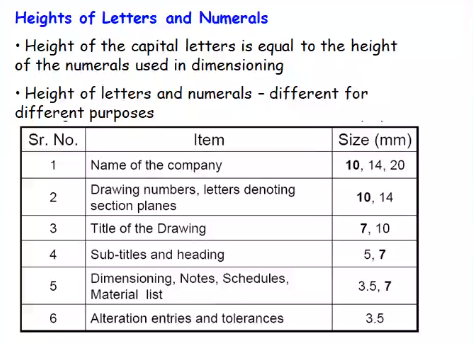 Heights of Letters and Numerals
• Height of the capital letters is equal to the height
of the numerals used in dimensioning
• Height of letters and numerals – different for
different purposes
Sr. No. Item Size (mm)
1 Name of the company 10, 14, 20
2 Drawing numbers, letters denoting
section planes 10, 14
3 Title of the Drawing 7, 10
4 Sub-titles and heading 5, 7
5 Dimensioning, Notes, Schedules,
Material list 3.5, 7
6 Alteration entries and tolerances 3.5